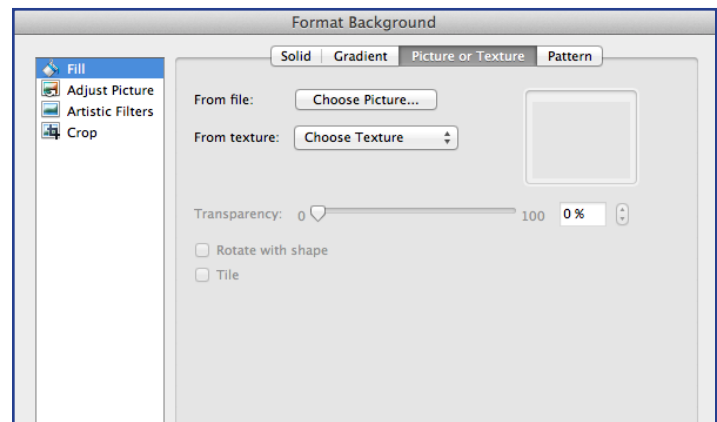 Format Background
Fill
Adjust Picture
Artistic Filters
Crop
Solid Gradient Picture or Texture Pattern
From file: Choose Picture...
From texture: Choose Texture
Transparency: 0 100 0 %
Rotate with shape
Tile